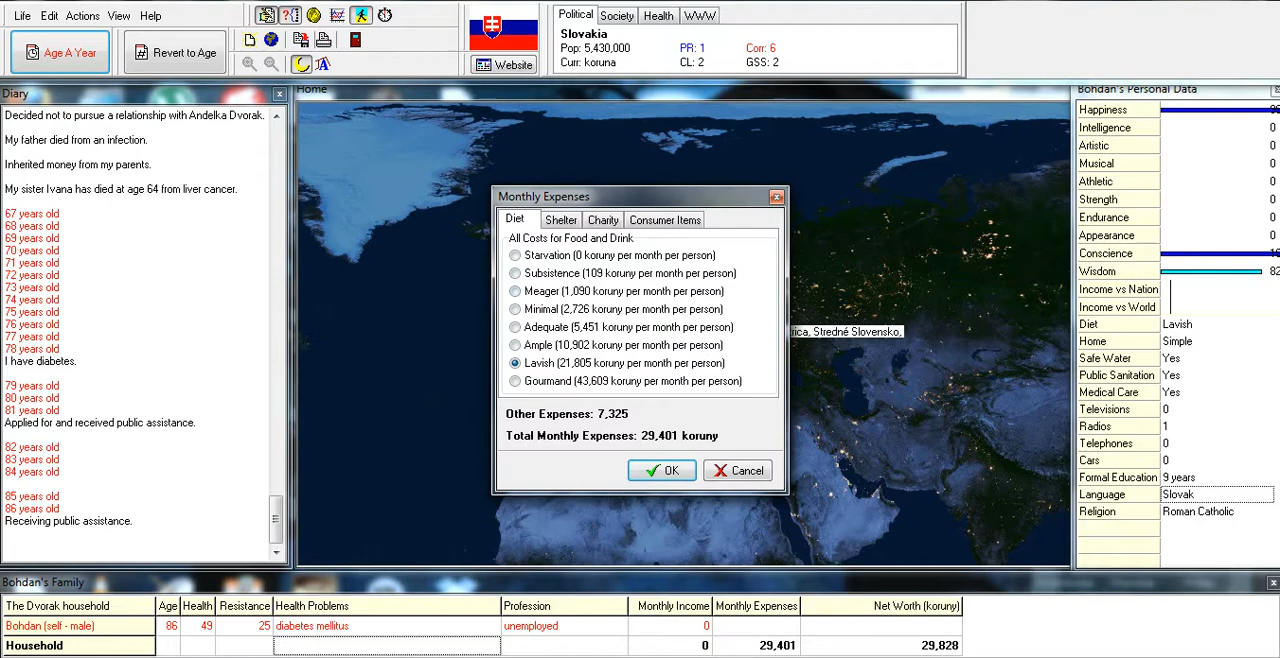 Life Edit Actions View Help
Age A Year
Revert to Age
Website
Political Society Health WWW
Slovakia
Pop: 5,430,000 PR: 1 Corr: 6
Curr: koruna CL: 2 GSS: 2
Diary
Decided not to pursue a relationship with Andelka Dvorak.
My father died from an infection.
Inherited money from my parents.
My sister Ivana has died at age 64 from liver cancer.
67 years old
68 years old
69 years old
70 years old
71 years old
72 years old
73 years old
74 years old
75 years old
76 years old
77 years old
78 years old
I have diabetes.
79 years old
80 years old
81 years old
Applied for and received public assistance.
82 years old
83 years old
84 years old
85 years old
86 years old
Receiving public assistance.
Home
Stredné Slovensko,
Monthly Expenses
Diet Shelter Charity Consumer Items
All Costs for Food and Drink
Starvation (0 koruny per month per person)
Subsistence (109 koruny per month per person)
Meager (1,090 koruny per month per person)
Minimal (2,726 koruny per month per person)
Adequate (5,451 koruny per month per person)
Ample (10,902 koruny per month per person)
Lavish (21,805 koruny per month per person)
Gourmand (43,609 koruny per month per person)
Other Expenses: 7,325
Total Monthly Expenses: 29,401 koruny
OK Cancel
Bohdan's Personal Data
Happiness
Intelligence 0
Artistic 0
Musical 0
Athletic 0
Strength 0
Endurance 0
Appearance 0
Conscience
Wisdom 82
Income vs Nation
Income vs World
Diet Lavish
Home Simple
Safe Water Yes
Public Sanitation Yes
Medical Care Yes
Televisions 0
Radios 1
Telephones 0
Cars 0
Formal Education 9 years
Language Slovak
Religion Roman Catholic
Bohdan's Family
The Dvorak household Age Health Resistance Health Problems Profession Monthly Income Monthly Expenses Net Worth (koruny)
Bohdan (self - male) 86 49 25 diabetes mellitus unemployed 0
Household 0 29,401 29,828